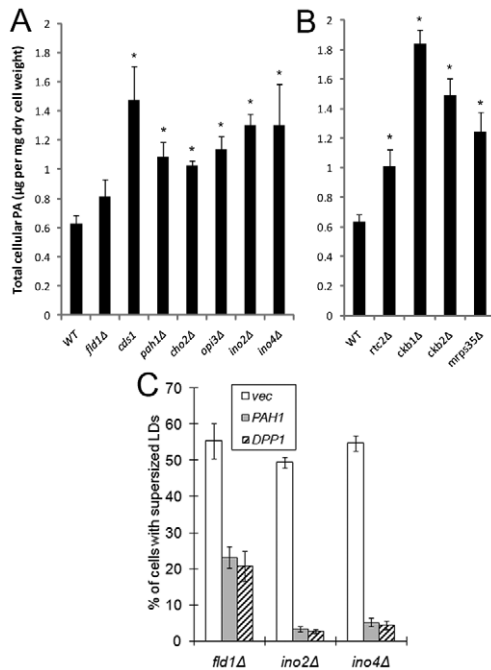 A
Total cellular PA (µg per mg dry cell weight)
1.8
1.6
1.4
1.2
1
0.8
0.6
0.4
0.2
0
*
*
*
*
*
*
WT
fld1Δ
cds1
pah1Δ
cho2Δ
opi3Δ
ino2Δ
ino4Δ
B
2
1.8
1.6
1.4
1.2
1
0.8
0.6
0.4
0.2
0
*
*
*
*
WT
rtc2Δ
ckb1Δ
ckb2Δ
mrps35Δ
C
% of cells with supersized LDs
70
60
50
40
30
20
10
0
vec
PAH1
DPP1
fld1Δ
ino2Δ
ino4Δ